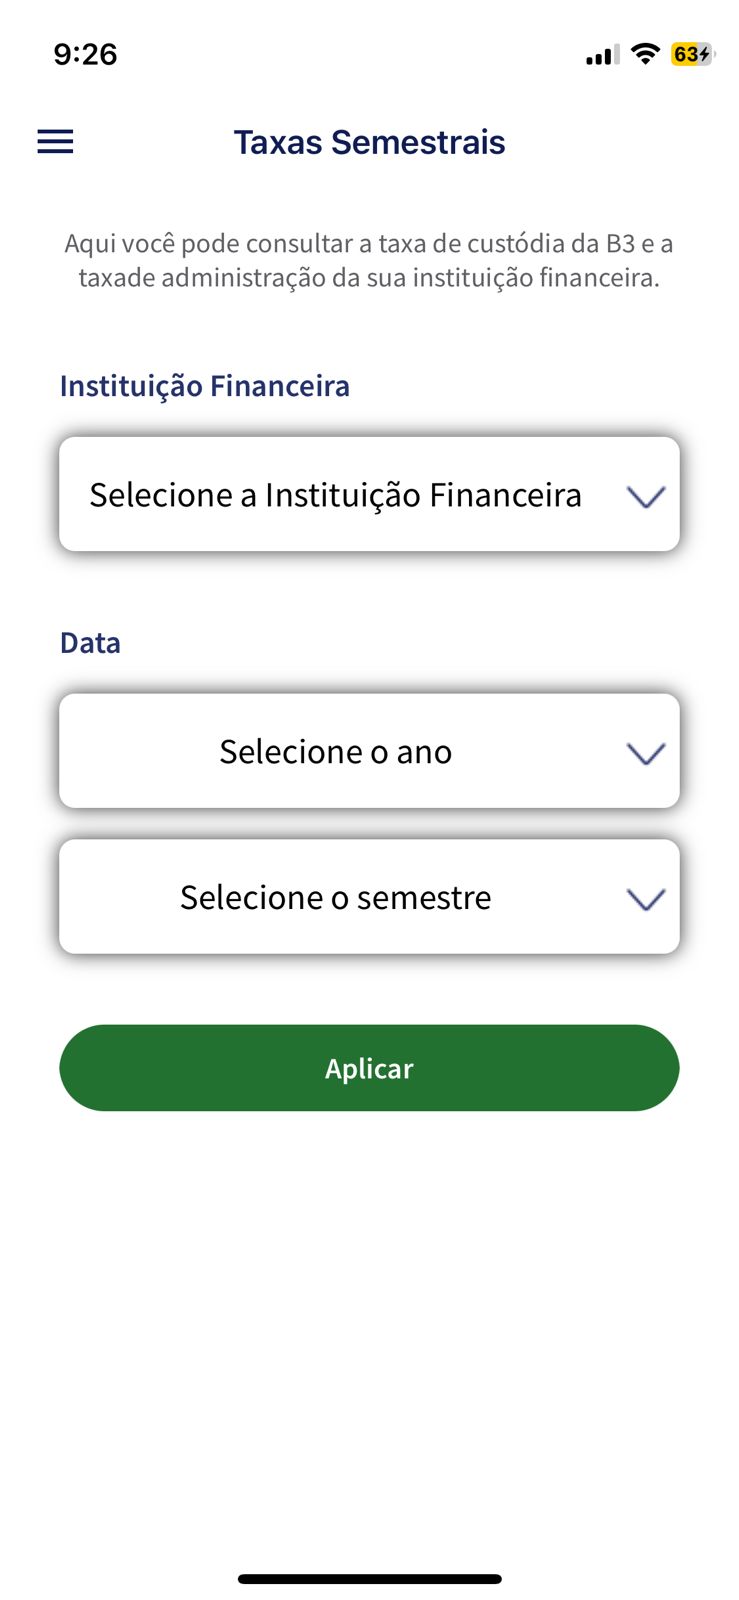 9:26
63
Taxas Semestrais
Aqui você pode consultar a taxa de custódia da B3 e a
taxade administração da sua instituição financeira.
Instituição Financeira
Selecione a Instituição Financeira
Data
Selecione o ano
Selecione o semestre
Aplicar